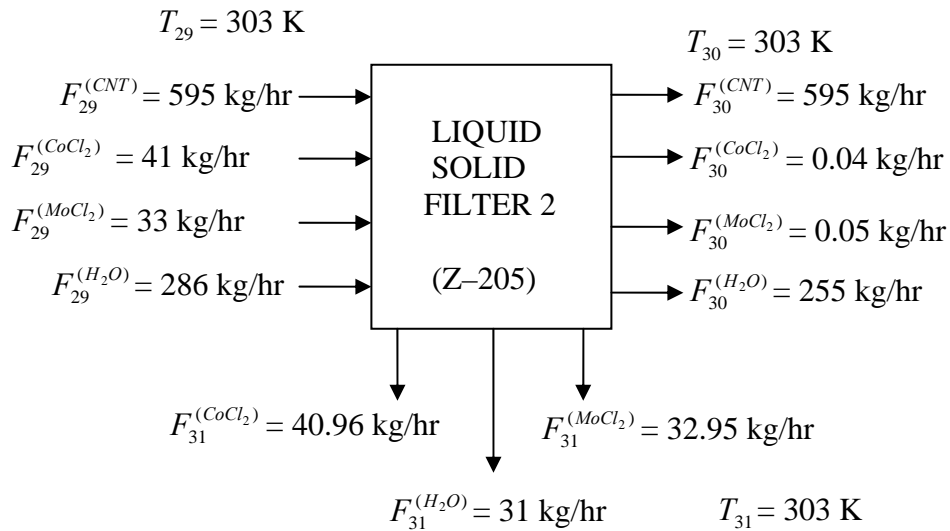 T₂₉ = 303 K
T₃₀ = 303 K
F₂₉^(CNT) = 595 kg/hr
F₂₉^(CoCl₂) = 41 kg/hr
F₂₉^(MoCl₂) = 33 kg/hr
F₂₉^(H₂O) = 286 kg/hr
LIQUID
SOLID
FILTER 2
(Z–205)
F₃₀^(CNT) = 595 kg/hr
F₃₀^(CoCl₂) = 0.04 kg/hr
F₃₀^(MoCl₂) = 0.05 kg/hr
F₃₀^(H₂O) = 255 kg/hr
F₃₁^(CoCl₂) = 40.96 kg/hr
F₃₁^(MoCl₂) = 32.95 kg/hr
F₃₁^(H₂O) = 31 kg/hr
T₃₁ = 303 K